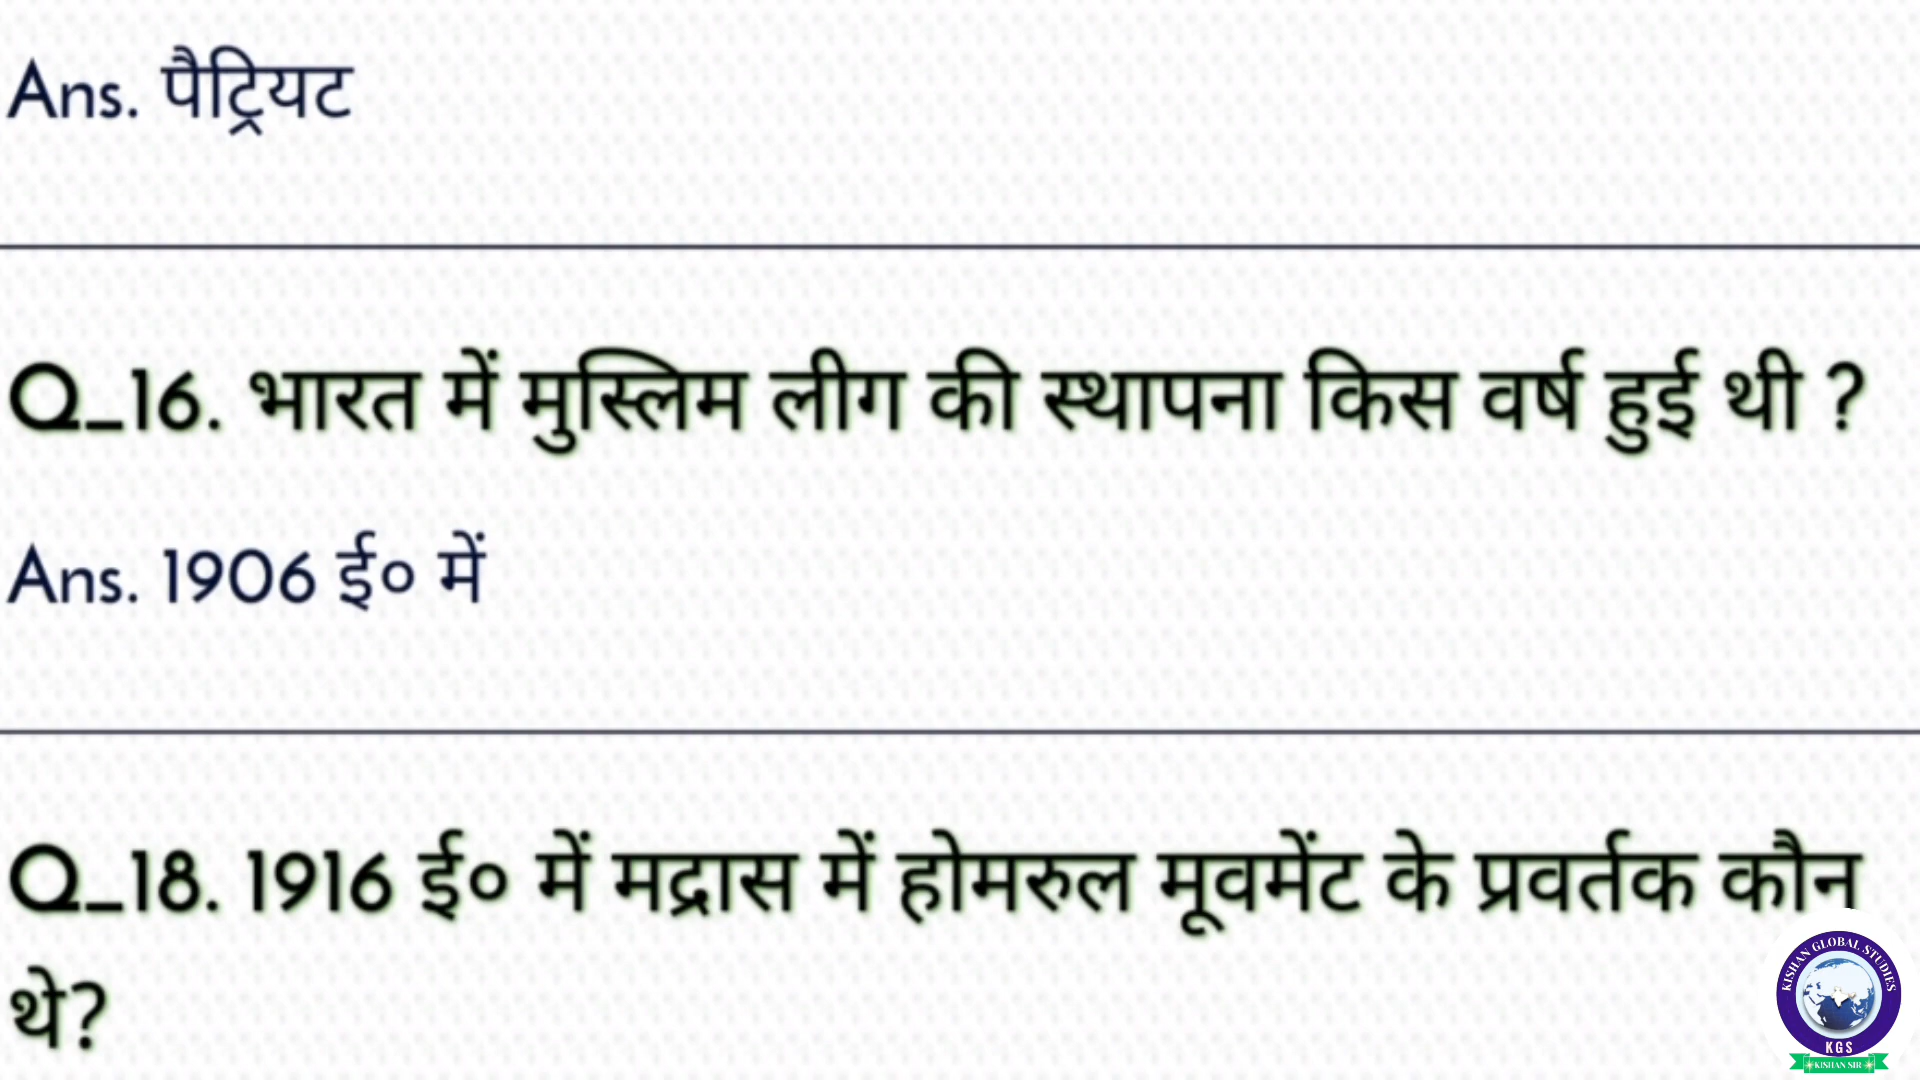 Ans. पैट्रियट
Q_16. भारत में मुस्लिम लीग की स्थापना किस वर्ष हुई थी ?
Ans. 1906 ई० में
Q_18. 1916 ई० में मद्रास में होमरुल मूवमेंट के प्रवर्तक कौन
थे?
KISHAN GLOBAL STUDIES
KGS
KISHAN SIR